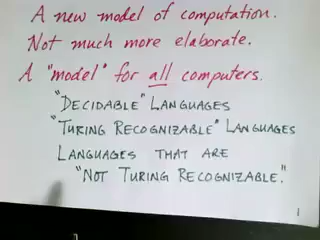 A new model of computation.
Not much more elaborate.
A "model" for all computers.
"DECIDABLE" LANGUAGES
"TURING RECOGNIZABLE" LANGUAGES
LANGUAGES THAT ARE
"NOT TURING RECOGNIZABLE."
1